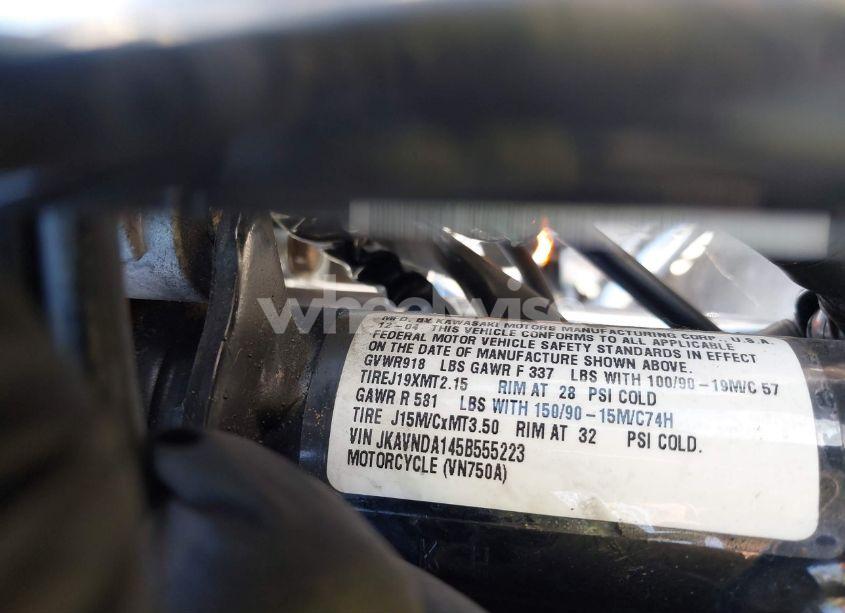 wheelwise
MFD. BY KAWASAKI MOTORS MANUFACTURING CORP., U.S.A.
12-04 THIS VEHICLE CONFORMS TO ALL APPLICABLE
FEDERAL MOTOR VEHICLE SAFETY STANDARDS IN EFFECT
ON THE DATE OF MANUFACTURE SHOWN ABOVE.
GVWR918 LBS GAWR F 337 LBS WITH 100/90-19M/C 57
TIREJ19XMT2.15 RIM AT 28 PSI COLD
GAWR R 581 LBS WITH 150/90-15M/C74H
TIRE J15M/CxMT3.50 RIM AT 32 PSI COLD.
VIN JKAVNDA145B555223
MOTORCYCLE (VN750A)